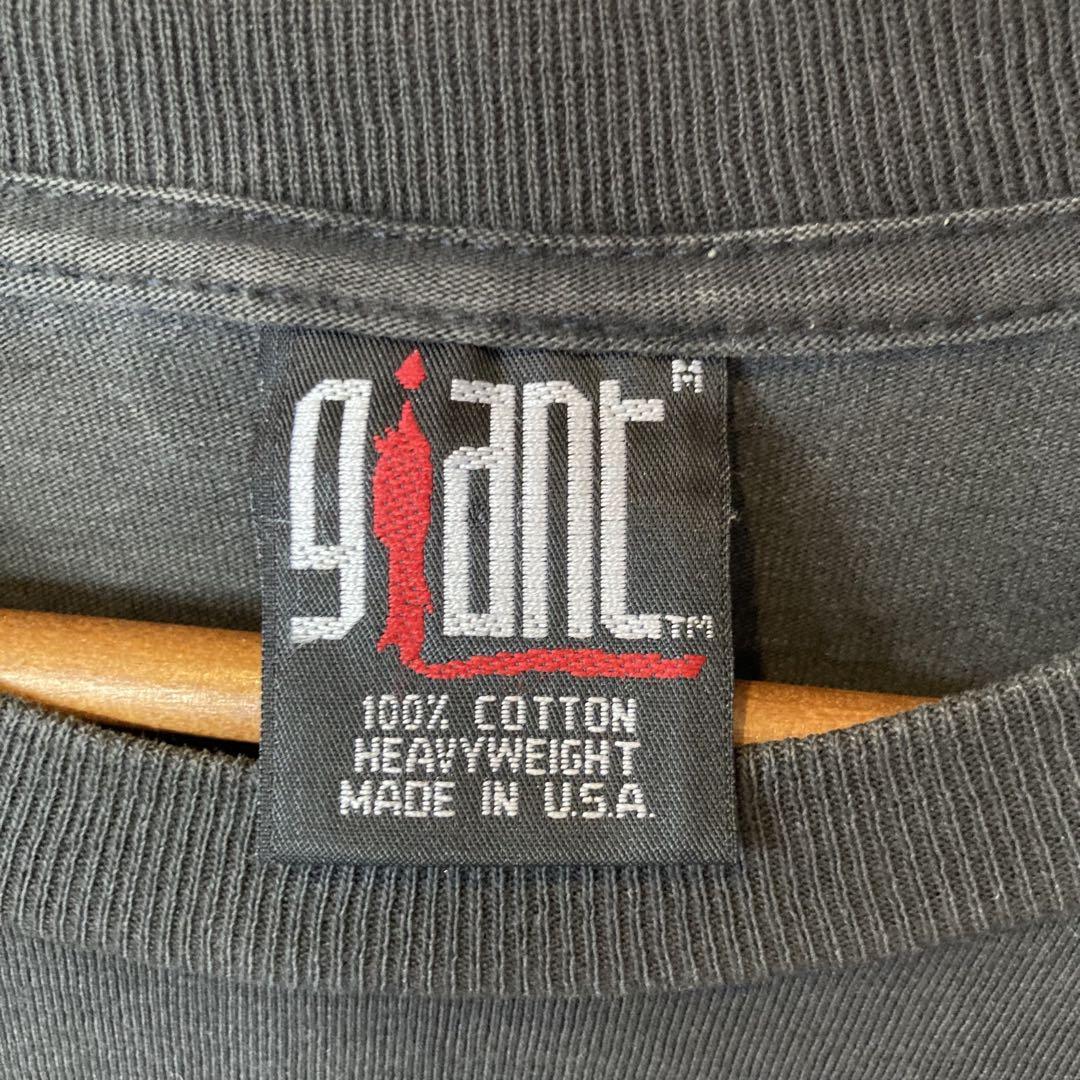 giant M
TM
100% COTTON
HEAVYWEIGHT
MADE IN U.S.A.